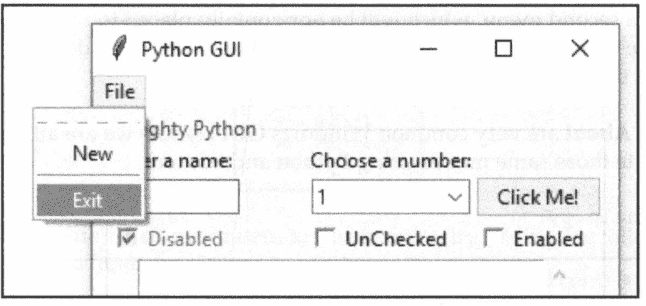 Python GUI
File
ghty Python
New
er a name: Choose a number:
Exit 1 Click Me!
Disabled UnChecked Enabled